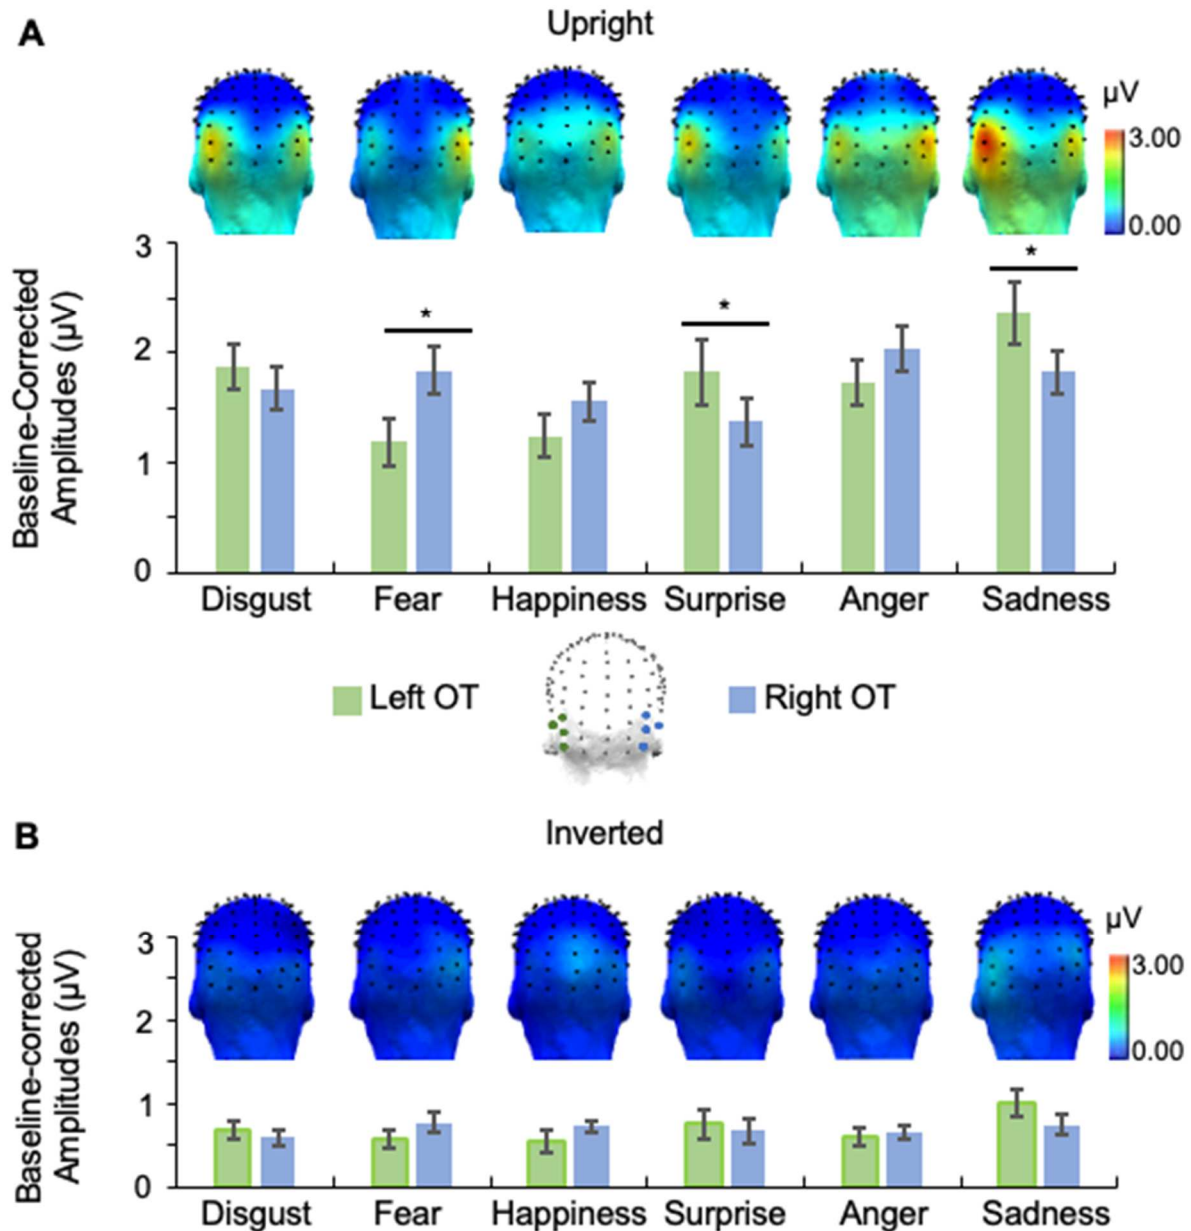 A
Upright
µV
3.00
0.00
Baseline-Corrected
Amplitudes (µV)
3
2
1
0
*
*
*
Disgust Fear Happiness Surprise Anger Sadness
Left OT
Right OT
B
Inverted
µV
3.00
0.00
Baseline-corrected
Amplitudes (µV)
3
2
1
0
Disgust Fear Happiness Surprise Anger Sadness